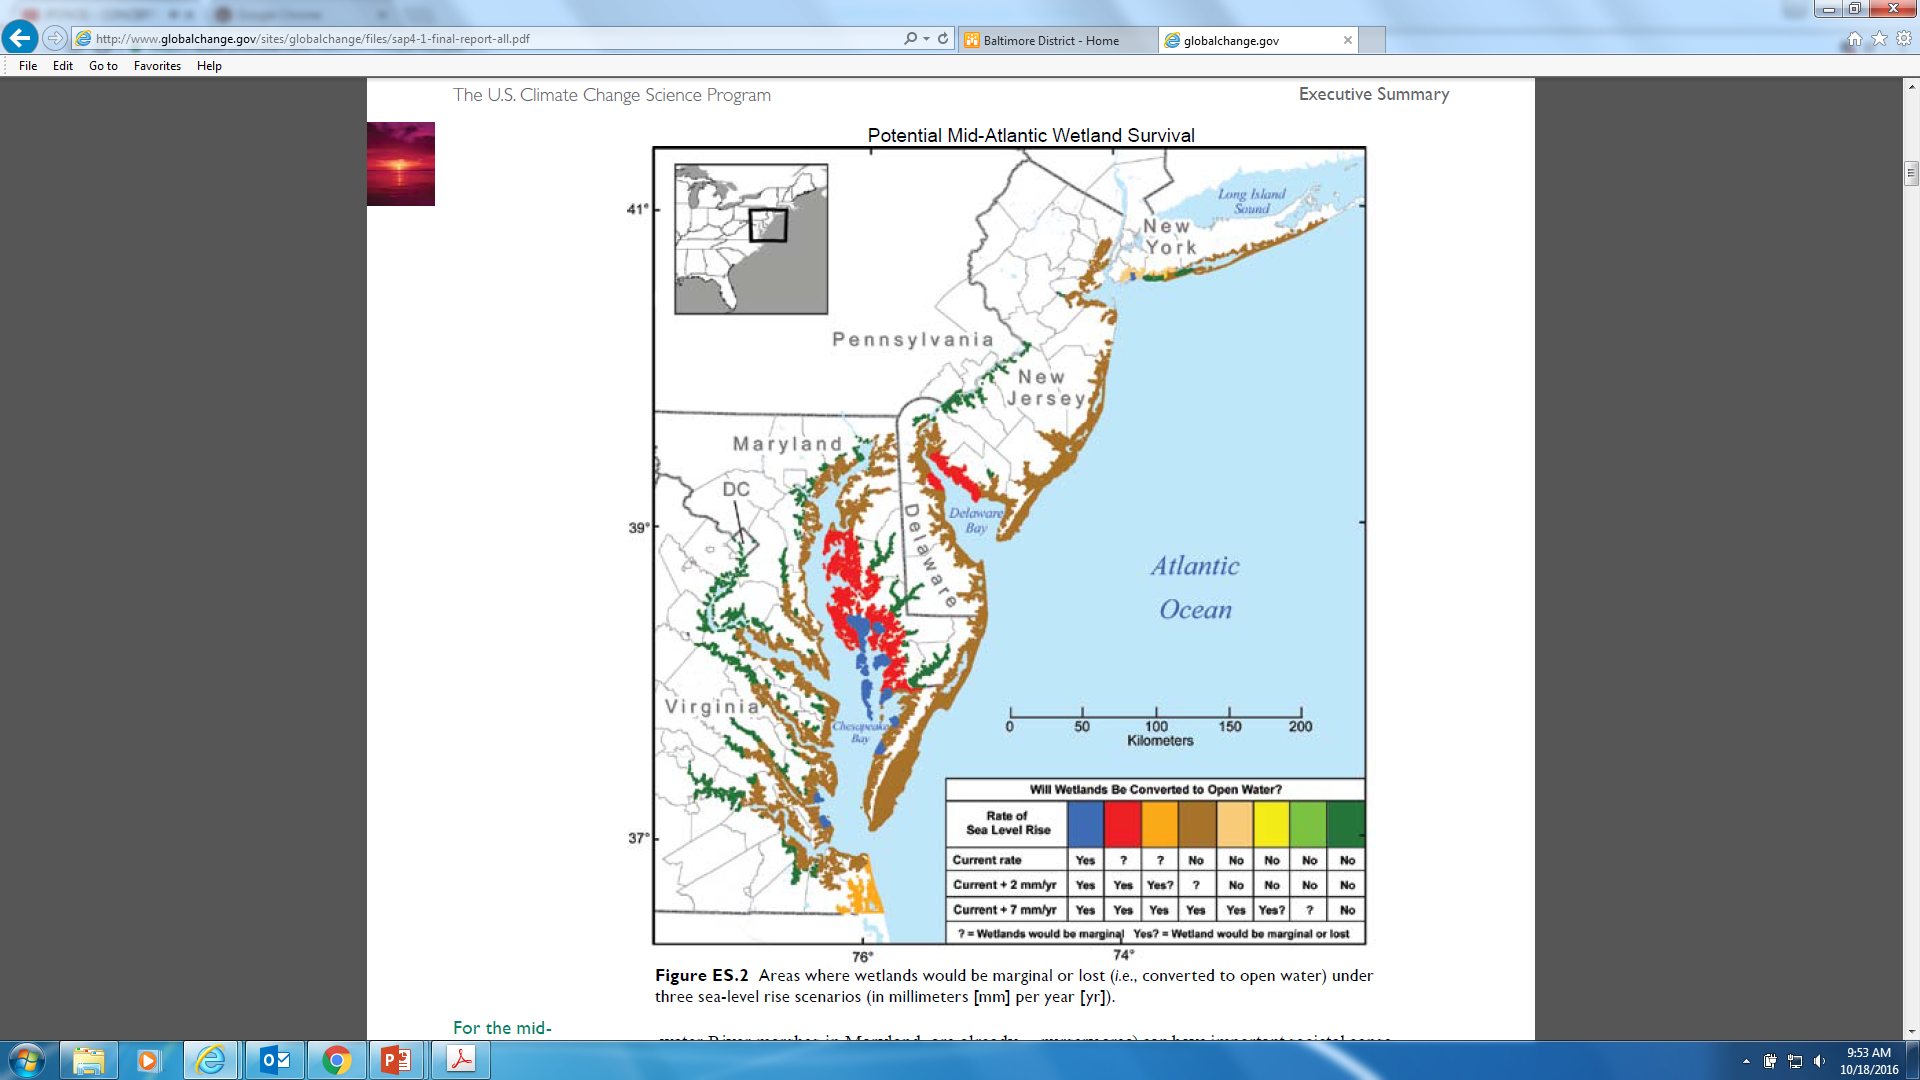 http://www.globalchange.gov/sites/globalchange/files/sap4-1-final-report-all.pdf
Baltimore District - Home
globalchange.gov
File Edit Go to Favorites Help
The U.S. Climate Change Science Program
Executive Summary
Potential Mid-Atlantic Wetland Survival
41°
39°
37°
76°
74°
Long Island
Sound
New
York
Pennsylvania
New
Jersey
Maryland
DC
Delaware
Bay
Delaware
Atlantic
Ocean
Virginia
Chesapeake
Bay
0 50 100 150 200
Kilometers
Will Wetlands Be Converted to Open Water?
Rate of
Sea Level Rise
Current rate Yes ? ? No No No No No
Current + 2 mm/yr Yes Yes Yes? ? No No No No
Current + 7 mm/yr Yes Yes Yes Yes Yes Yes? ? No
? = Wetlands would be marginal Yes? = Wetland would be marginal or lost
Figure ES.2 Areas where wetlands would be marginal or lost (i.e., converted to open water) under
three sea-level rise scenarios (in millimeters [mm] per year [yr]).
For the mid-
9:53 AM
10/18/2016